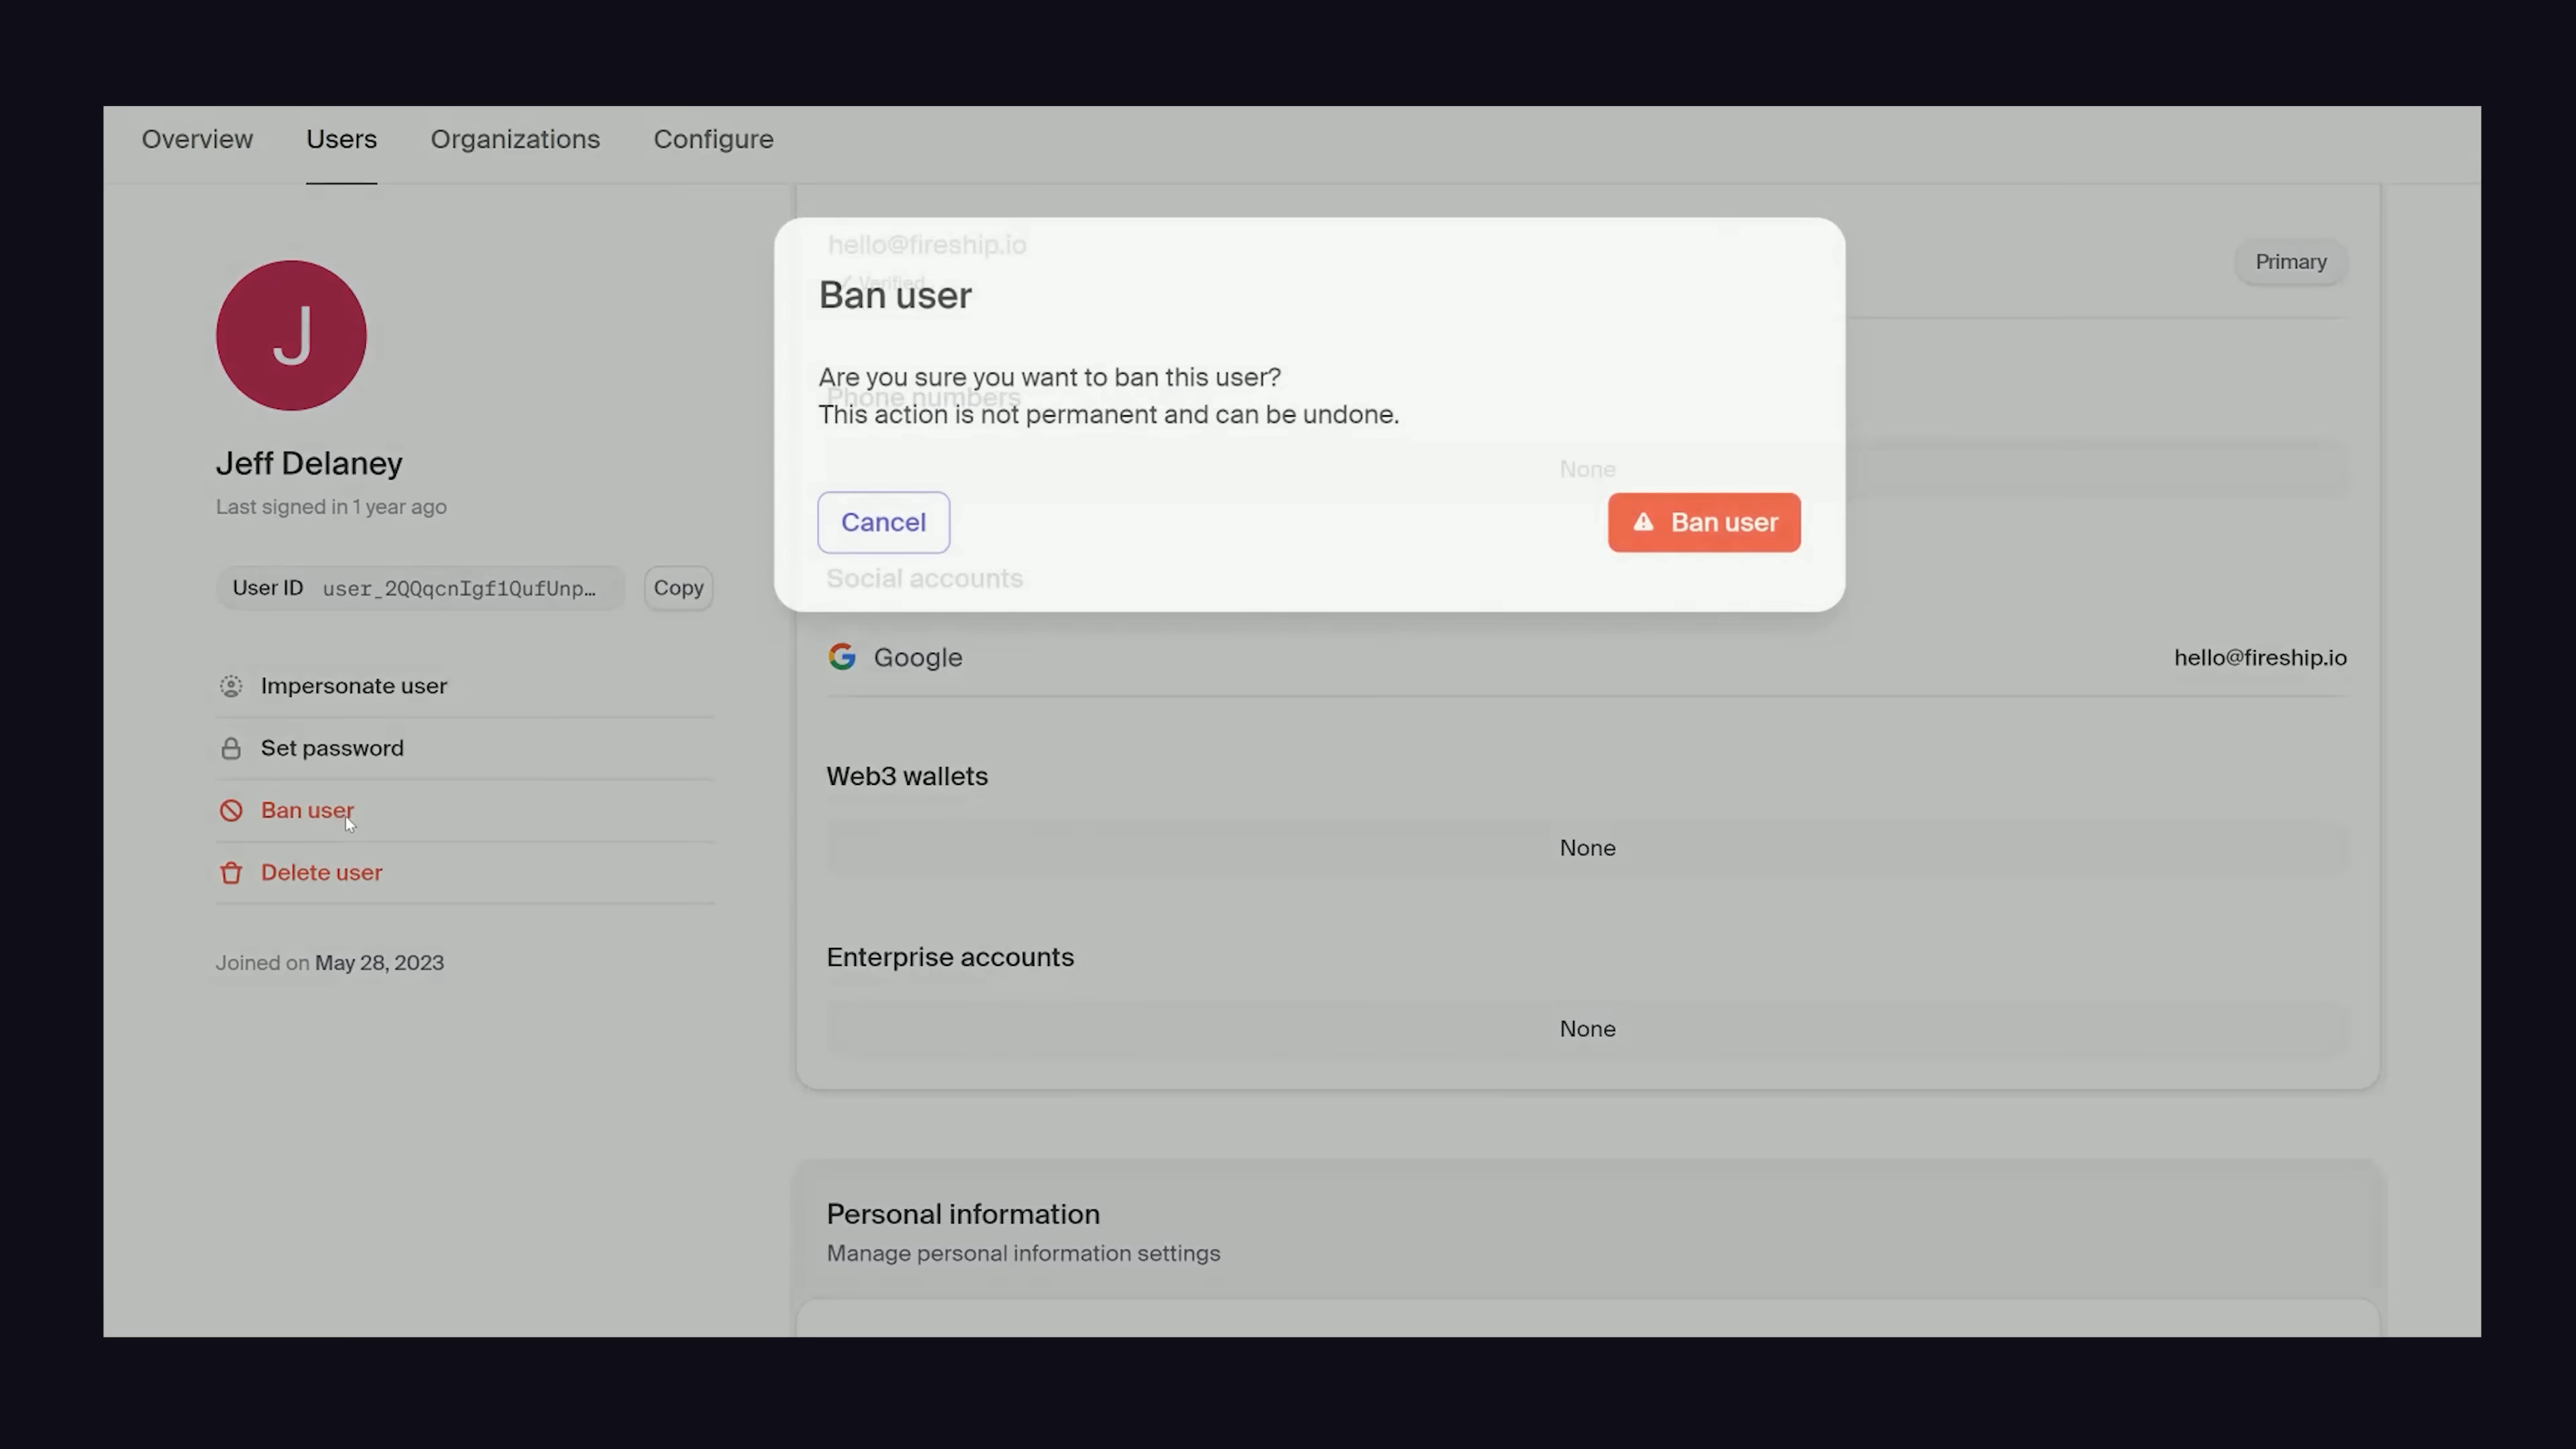 Overview Users Organizations Configure
J
Jeff Delaney
Last signed in 1 year ago
User ID user_2QQqcnIgf1QufUnp… Copy
Impersonate user
Set password
Ban user
Delete user
Joined on May 28, 2023
hello@fireship.io
Verified
Primary
Ban user
Are you sure you want to ban this user?
Phone numbers
This action is not permanent and can be undone.
None
Cancel Ban user
Social accounts
Google hello@fireship.io
Web3 wallets
None
Enterprise accounts
None
Personal information
Manage personal information settings